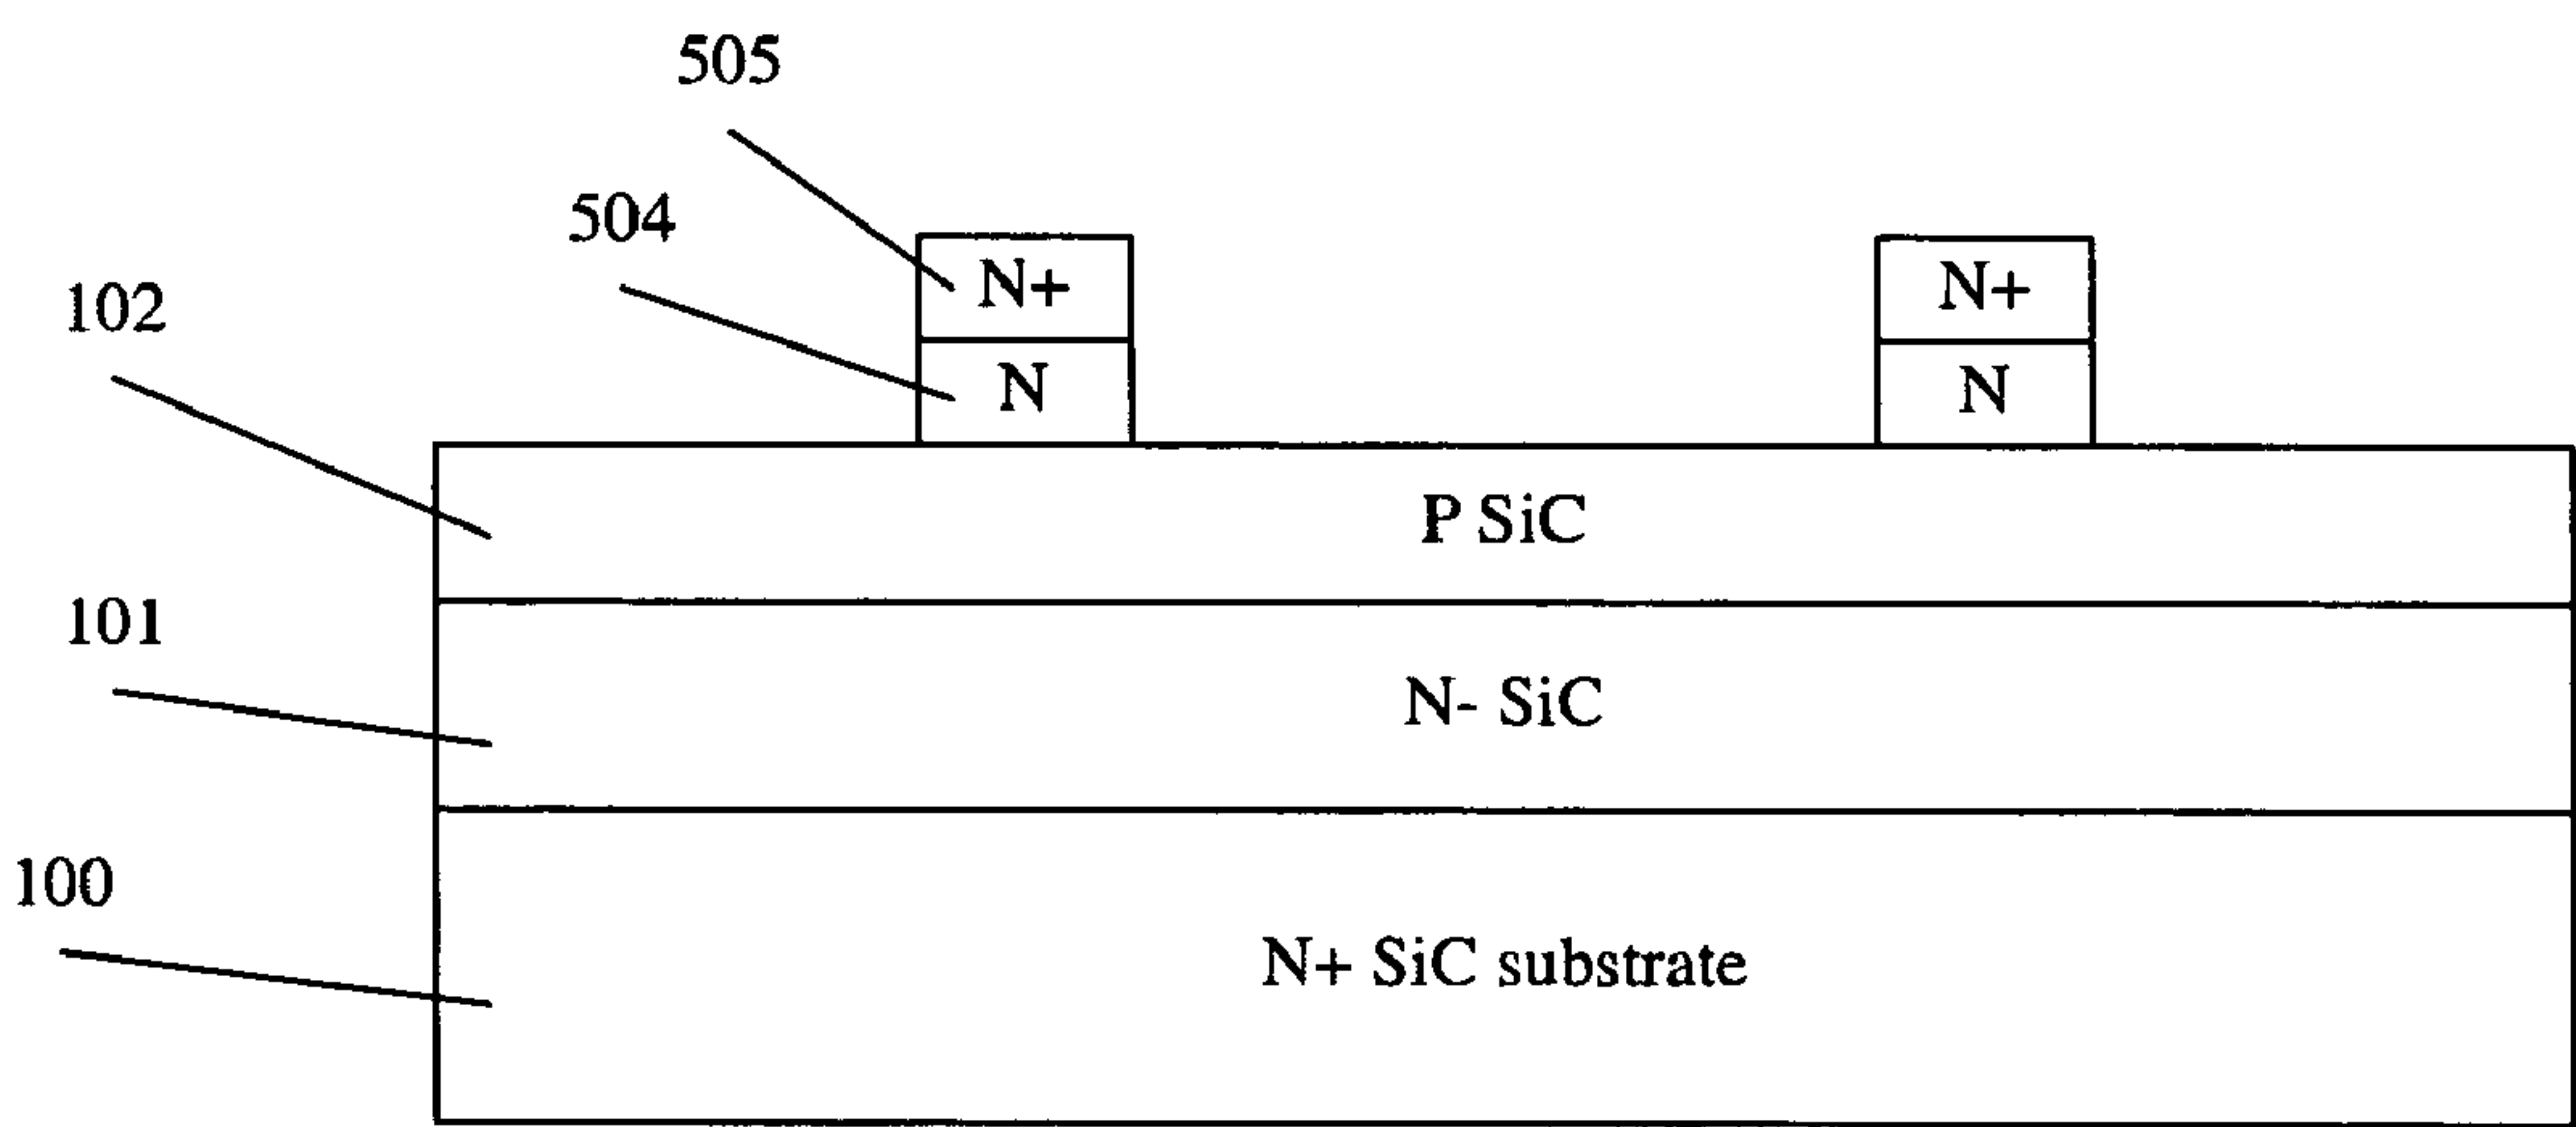 505
504
N+
N+
102
N
N
P SiC
101
N- SiC
100
N+ SiC substrate